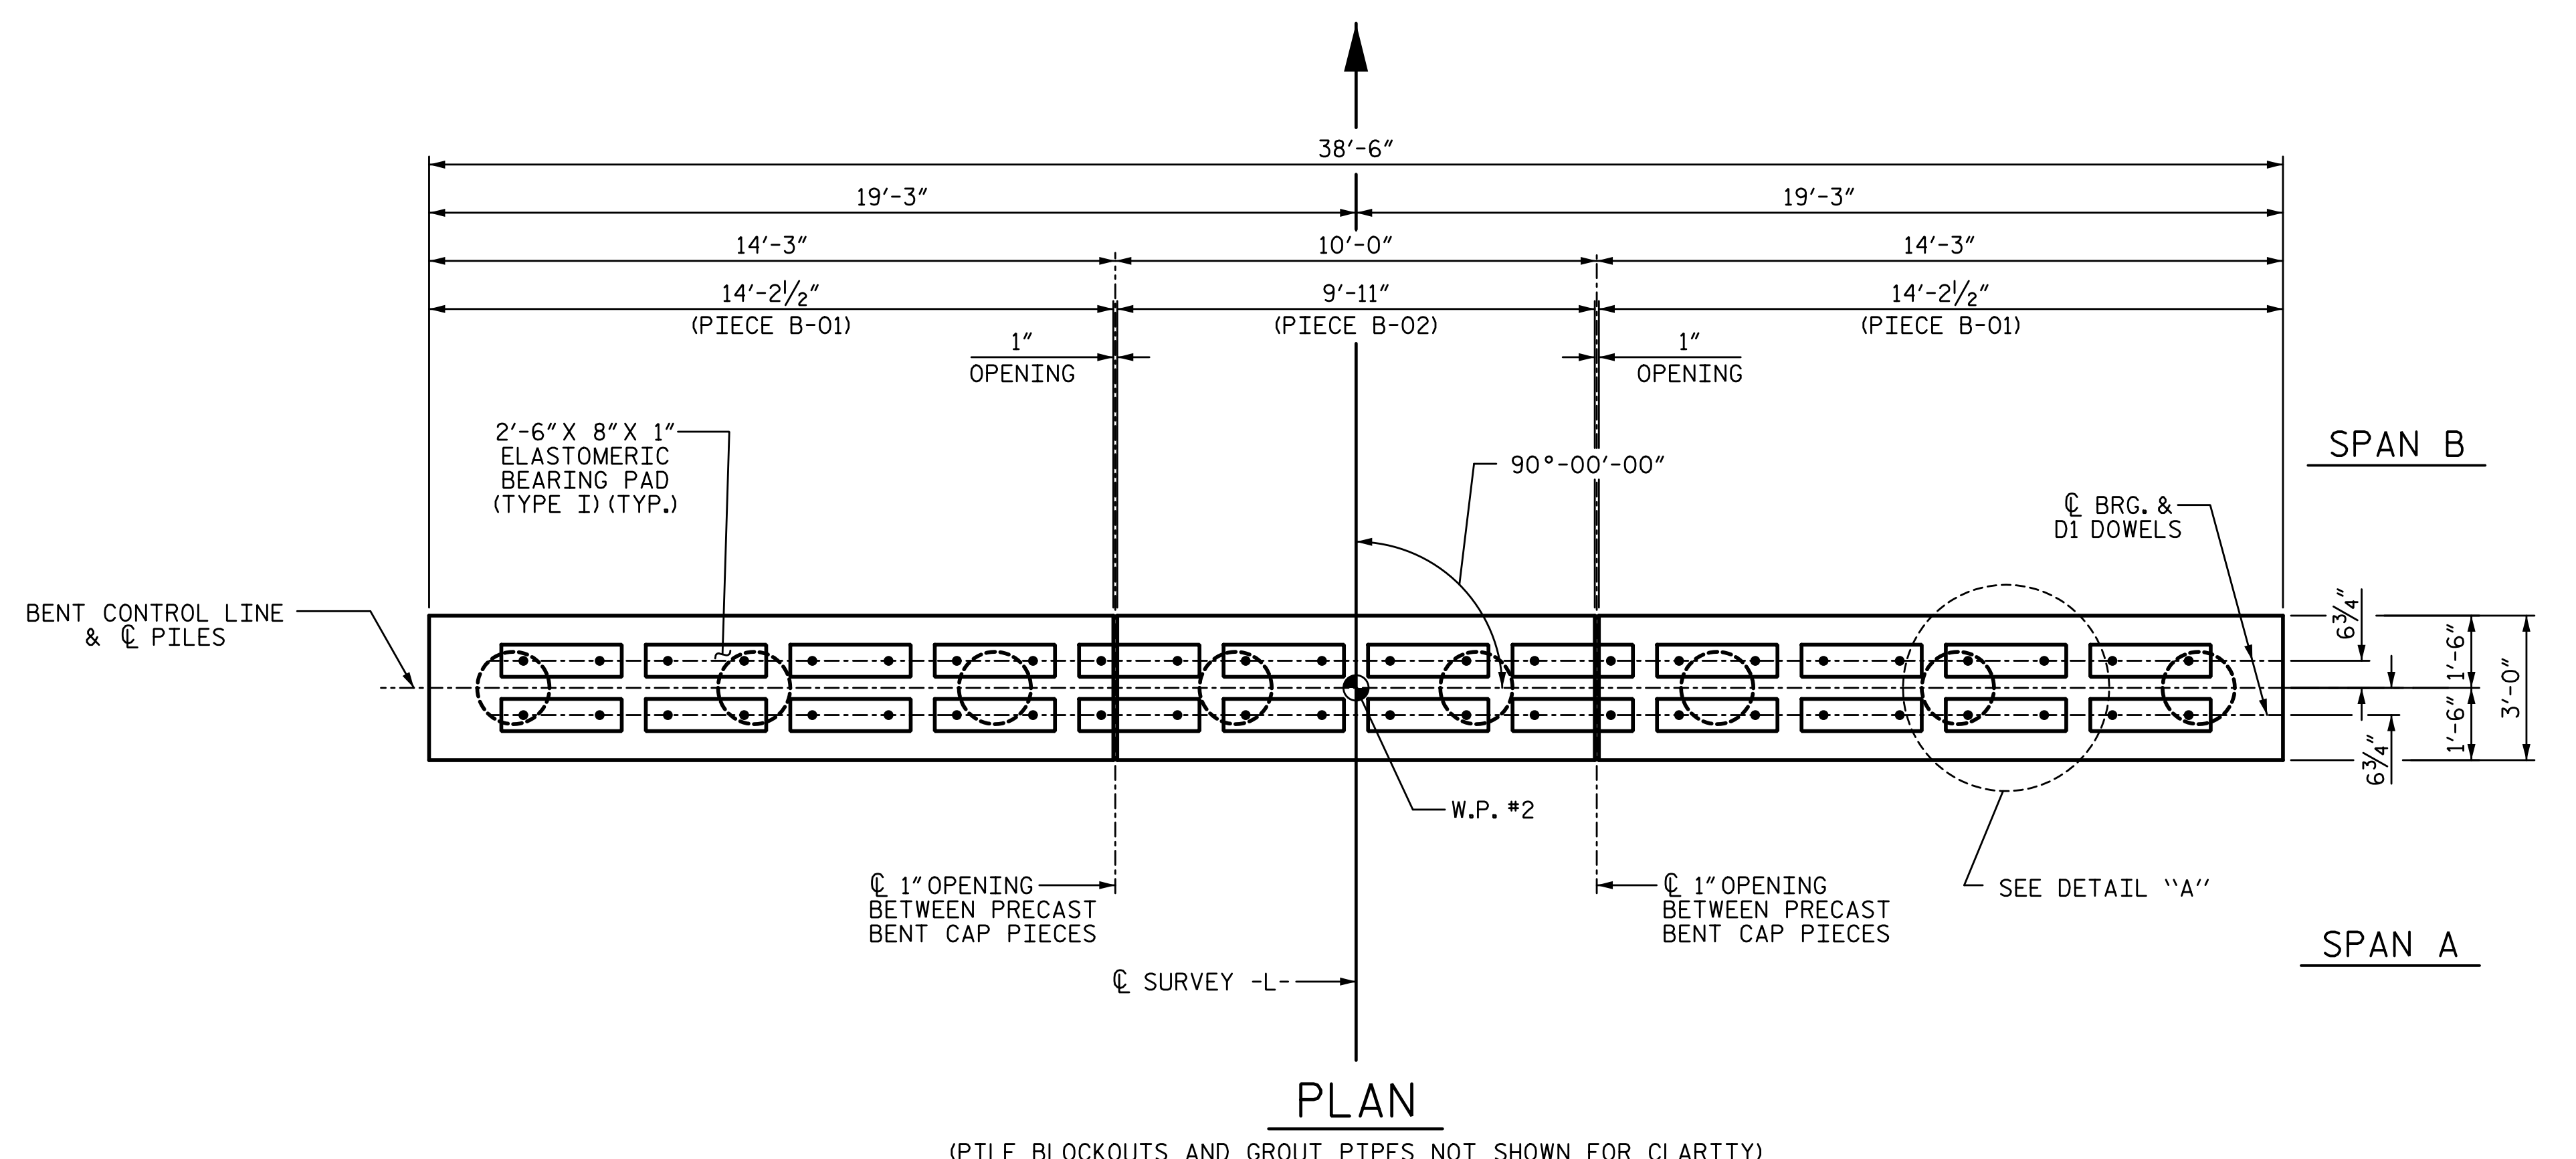 38'-6"
19'-3"
19'-3"
14'-3"
10'-0"
14'-3"
14'-2½"
9'-11"
14'-2½"
(PIECE B-01)
(PIECE B-02)
(PIECE B-01)
1"
OPENING
1"
OPENING
2'-6" X 8" X 1"
ELASTOMERIC
BEARING PAD
(TYPE I) (TYP.)
90°-00'-00"
SPAN B
℄ BRG. &
D1 DOWELS
BENT CONTROL LINE
& ℄ PILES
6¾"
1'-6"
3'-0"
1'-6"
6¾"
W.P. #2
℄ 1" OPENING
BETWEEN PRECAST
BENT CAP PIECES
℄ 1" OPENING
BETWEEN PRECAST
BENT CAP PIECES
SEE DETAIL "A"
SPAN A
℄ SURVEY -L-
PLAN
(PILE BLOCKOUTS AND GROUT PIPES NOT SHOWN FOR CLARITY)